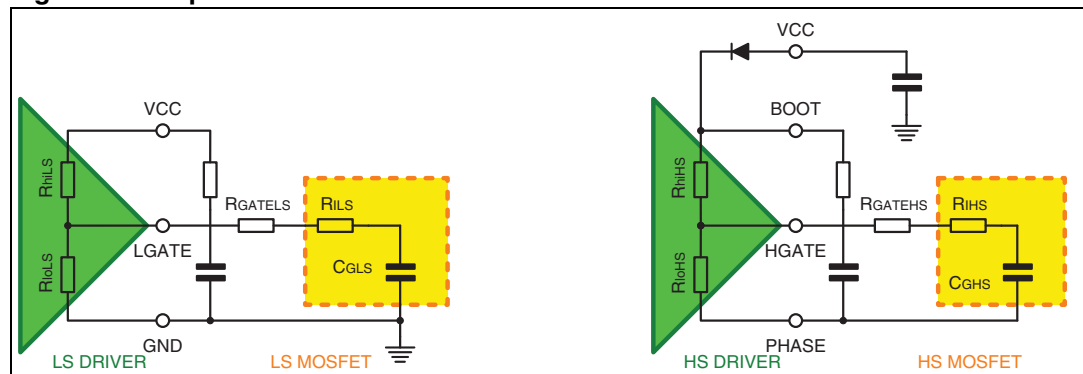 VCC
RhiLS
RGATELS
RILS
LGATE
CGLS
RloLS
GND
LS DRIVER
LS MOSFET
VCC
BOOT
RhiHS
RGATEHS
RIHS
HGATE
CGHS
RloHS
PHASE
HS DRIVER
HS MOSFET